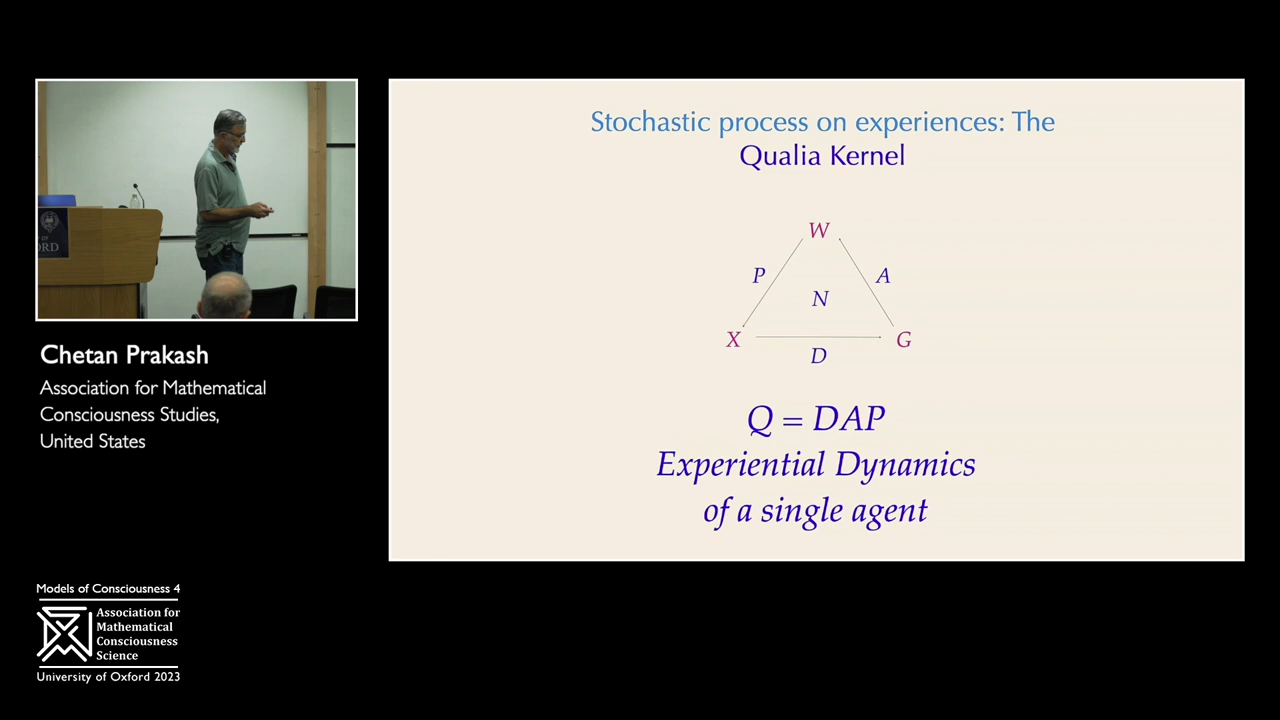 Stochastic process on experiences: The
Qualia Kernel
W
P
A
N
X
G
D
Q = DAP
Experiential Dynamics
of a single agent
ORD
Chetan Prakash
Association for Mathematical
Consciousness Studies,
United States
Models of Consciousness 4
Association for
Mathematical
Consciousness
Science
University of Oxford 2023